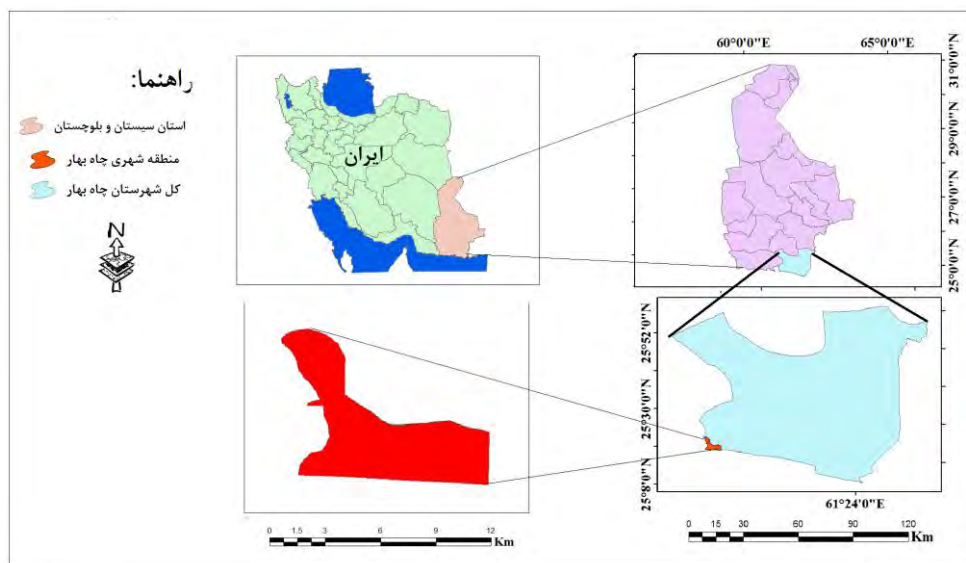 راهنما:
استان سیستان و بلوچستان
منطقه شهری چاه بهار
کل شهرستان چاه بهار
N
ایران
60°0'0"E 65°0'0"E
31°0'0"N
29°0'0"N
27°0'0"N
25°0'0"N
25°52'0"N
25°30'0"N
25°8'0"N
61°24'0"E
0 1.5 3 6 9 12
Km
0 15 30 60 90 120
Km